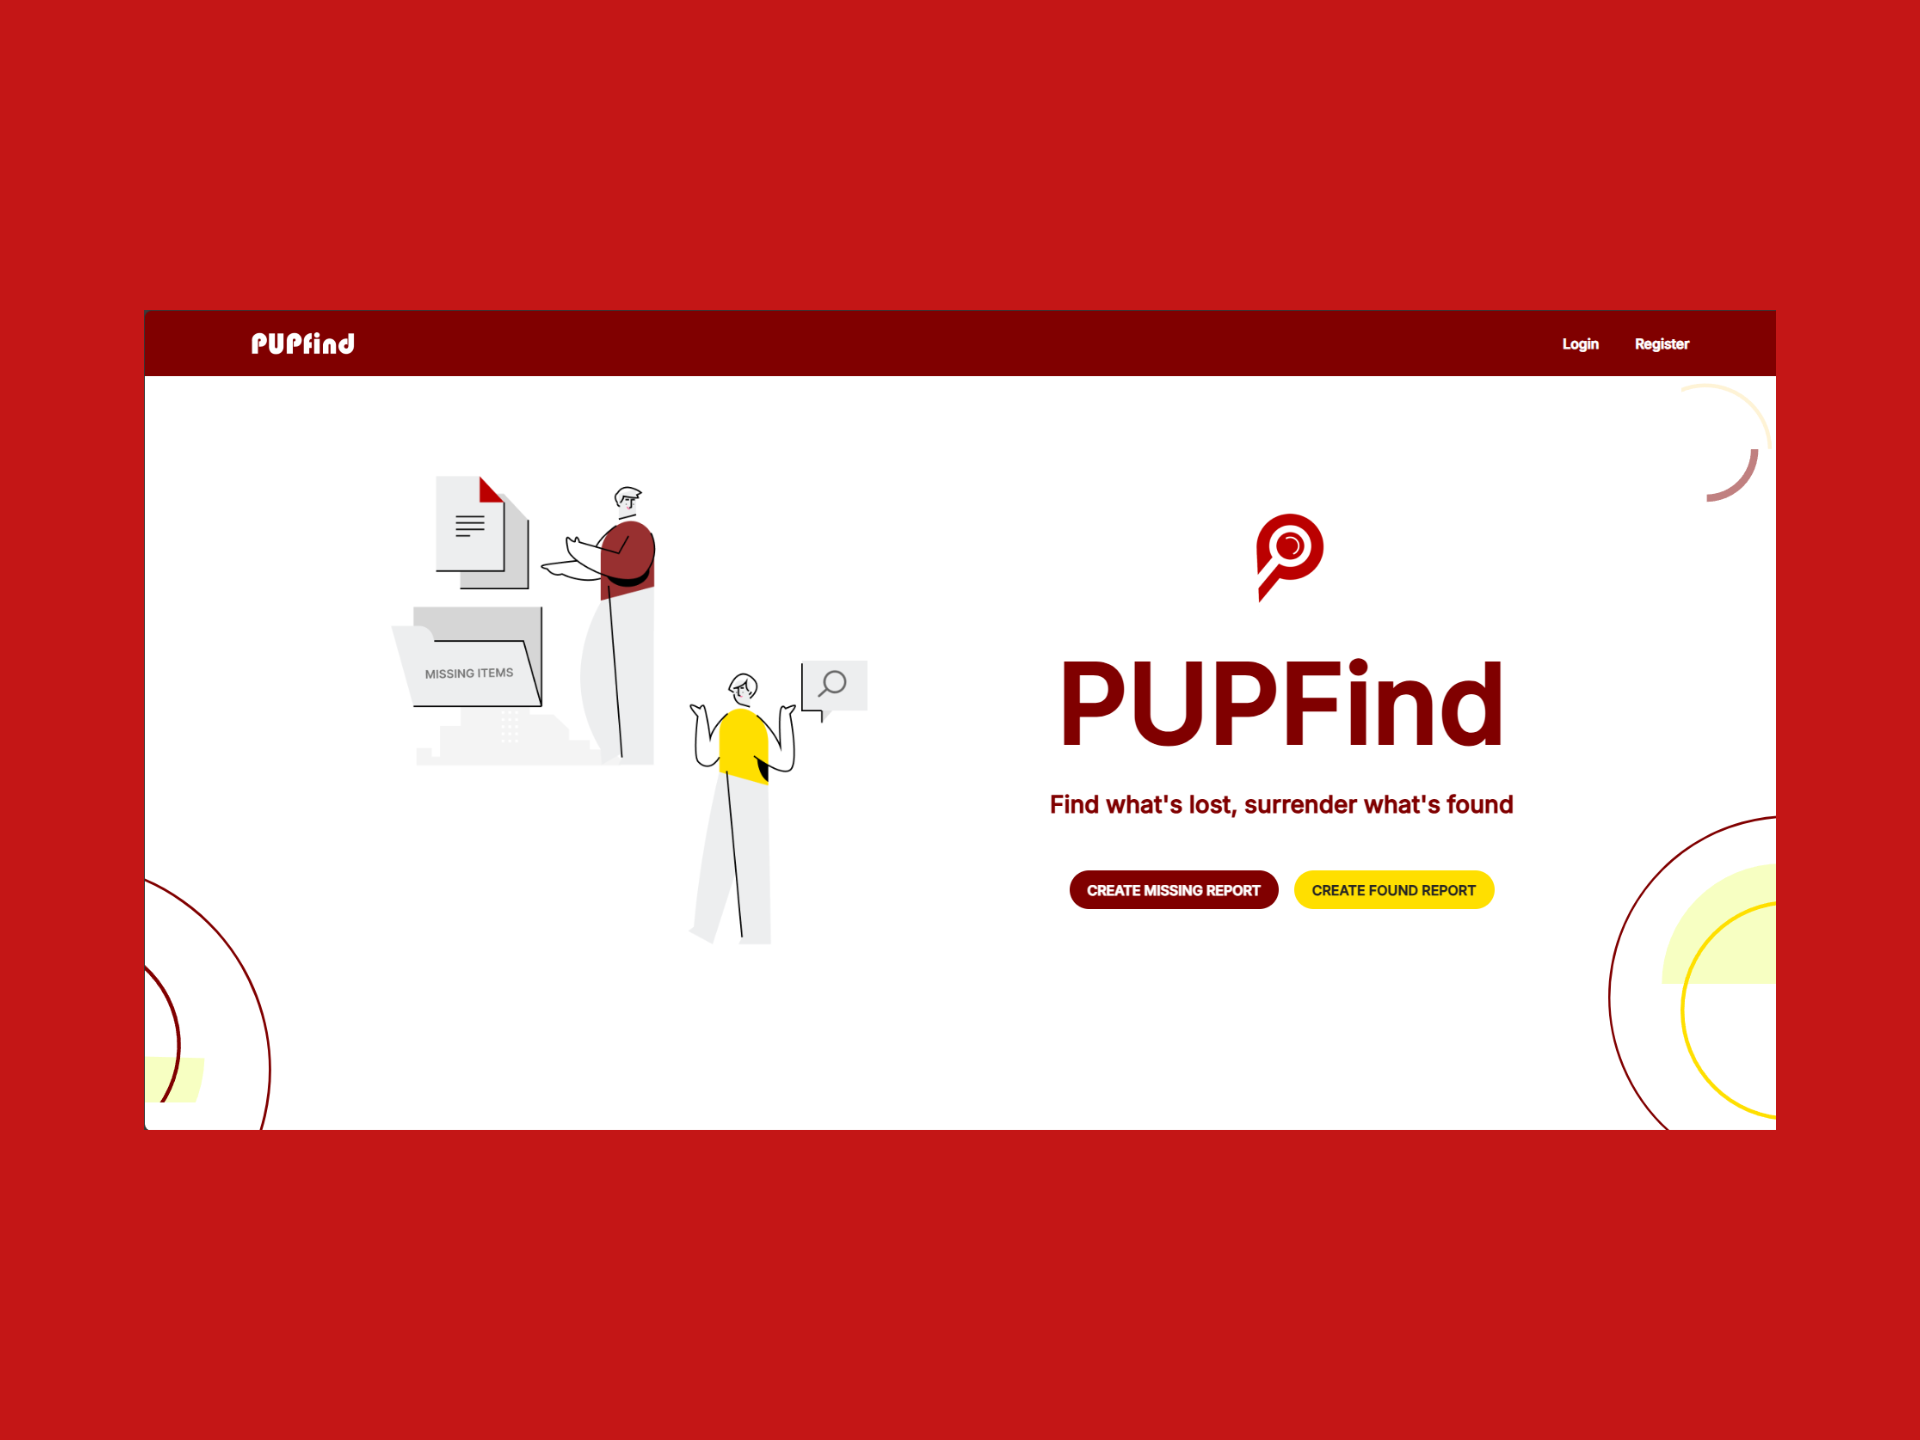 PUPfind
Login
Register
MISSING ITEMS
PUPFind
Find what's lost, surrender what's found
CREATE MISSING REPORT
CREATE FOUND REPORT